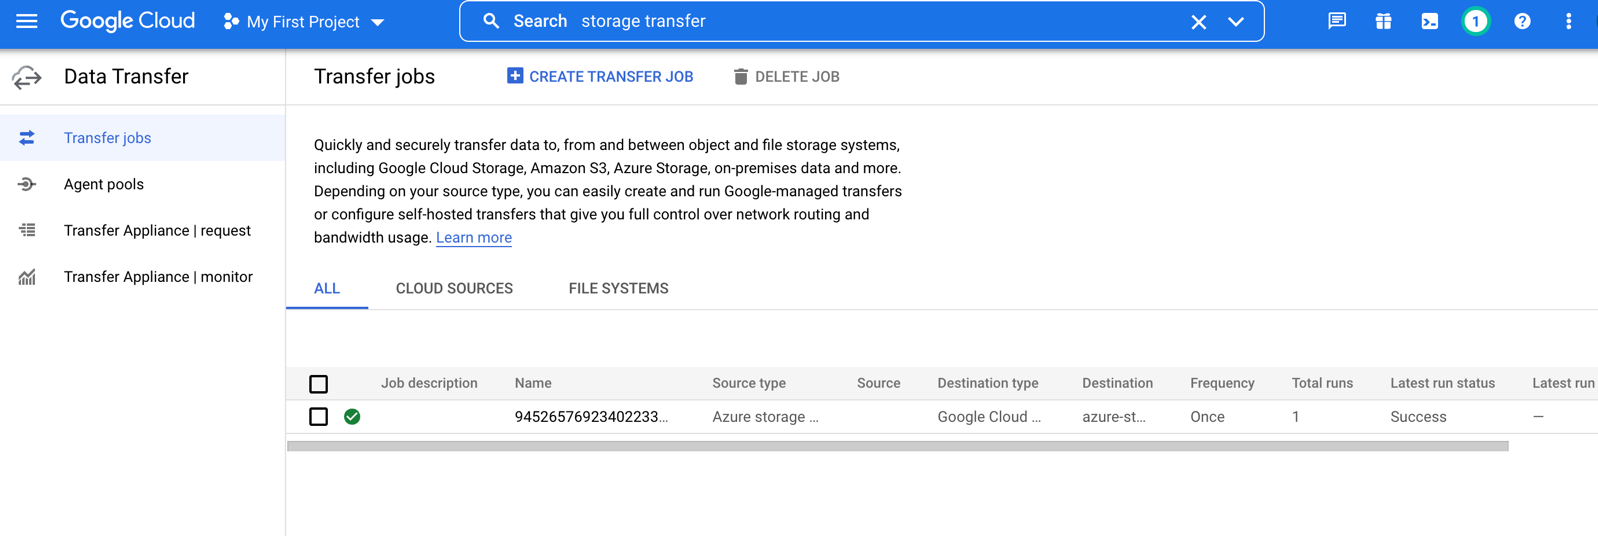 Google Cloud My First Project Search storage transfer 1
Data Transfer
Transfer jobs CREATE TRANSFER JOB DELETE JOB
Transfer jobs
Agent pools
Transfer Appliance | request
Transfer Appliance | monitor
Quickly and securely transfer data to, from and between object and file storage systems,
including Google Cloud Storage, Amazon S3, Azure Storage, on-premises data and more.
Depending on your source type, you can easily create and run Google-managed transfers
or configure self-hosted transfers that give you full control over network routing and
bandwidth usage. Learn more
ALL CLOUD SOURCES FILE SYSTEMS
Job description Name Source type Source Destination type Destination Frequency Total runs Latest run status Latest run
94526576923402233... Azure storage ... Google Cloud ... azure-st... Once 1 Success —